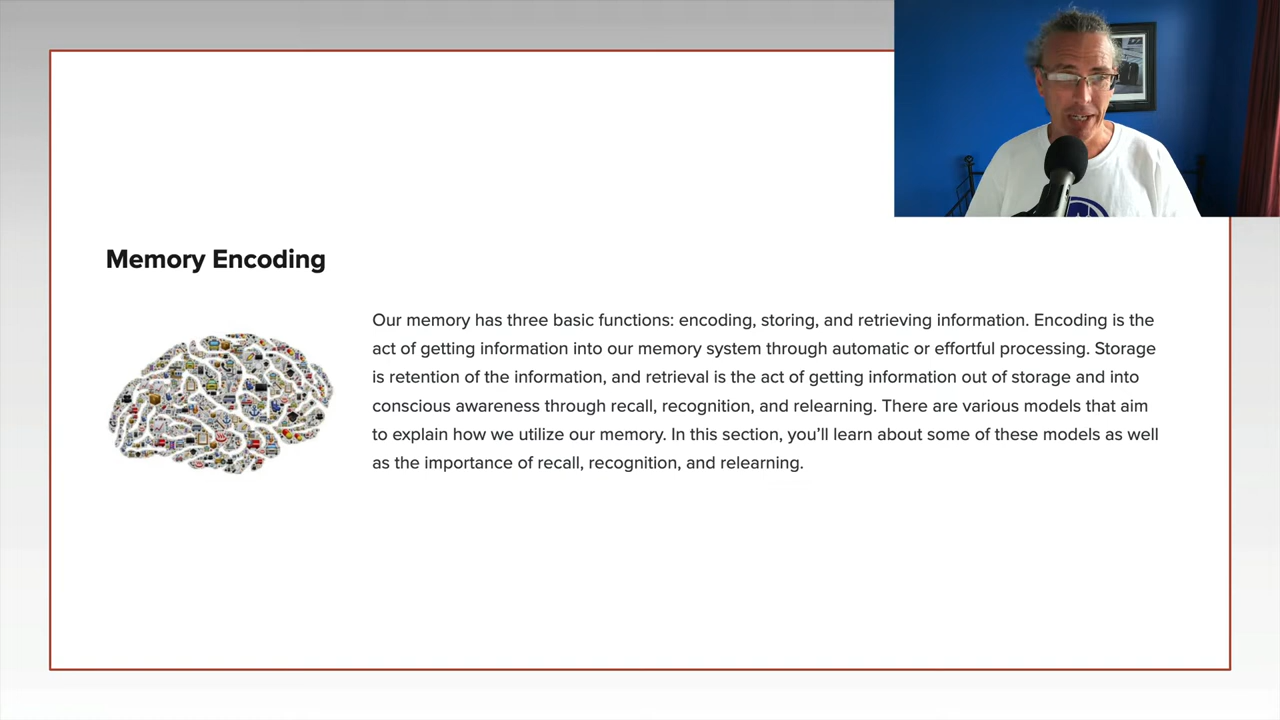 Memory Encoding
Our memory has three basic functions: encoding, storing, and retrieving information. Encoding is the
act of getting information into our memory system through automatic or effortful processing. Storage
is retention of the information, and retrieval is the act of getting information out of storage and into
conscious awareness through recall, recognition, and relearning. There are various models that aim
to explain how we utilize our memory. In this section, you’ll learn about some of these models as well
as the importance of recall, recognition, and relearning.